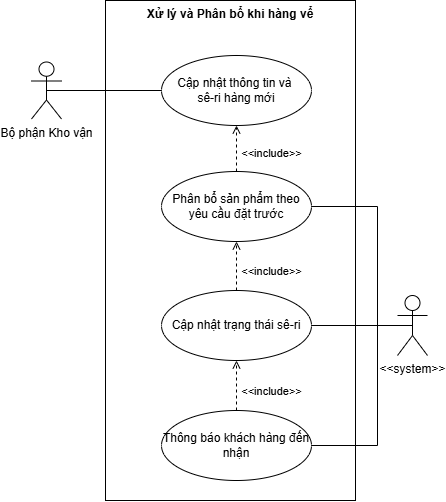 Xử lý và Phân bổ khi hàng về
Cập nhật thông tin và
sê-ri hàng mới
Bộ phận Kho vận
<<include>>
Phân bổ sản phẩm theo
yêu cầu đặt trước
<<include>>
Cập nhật trạng thái sê-ri
<<system>>
<<include>>
Thông báo khách hàng đến
nhận